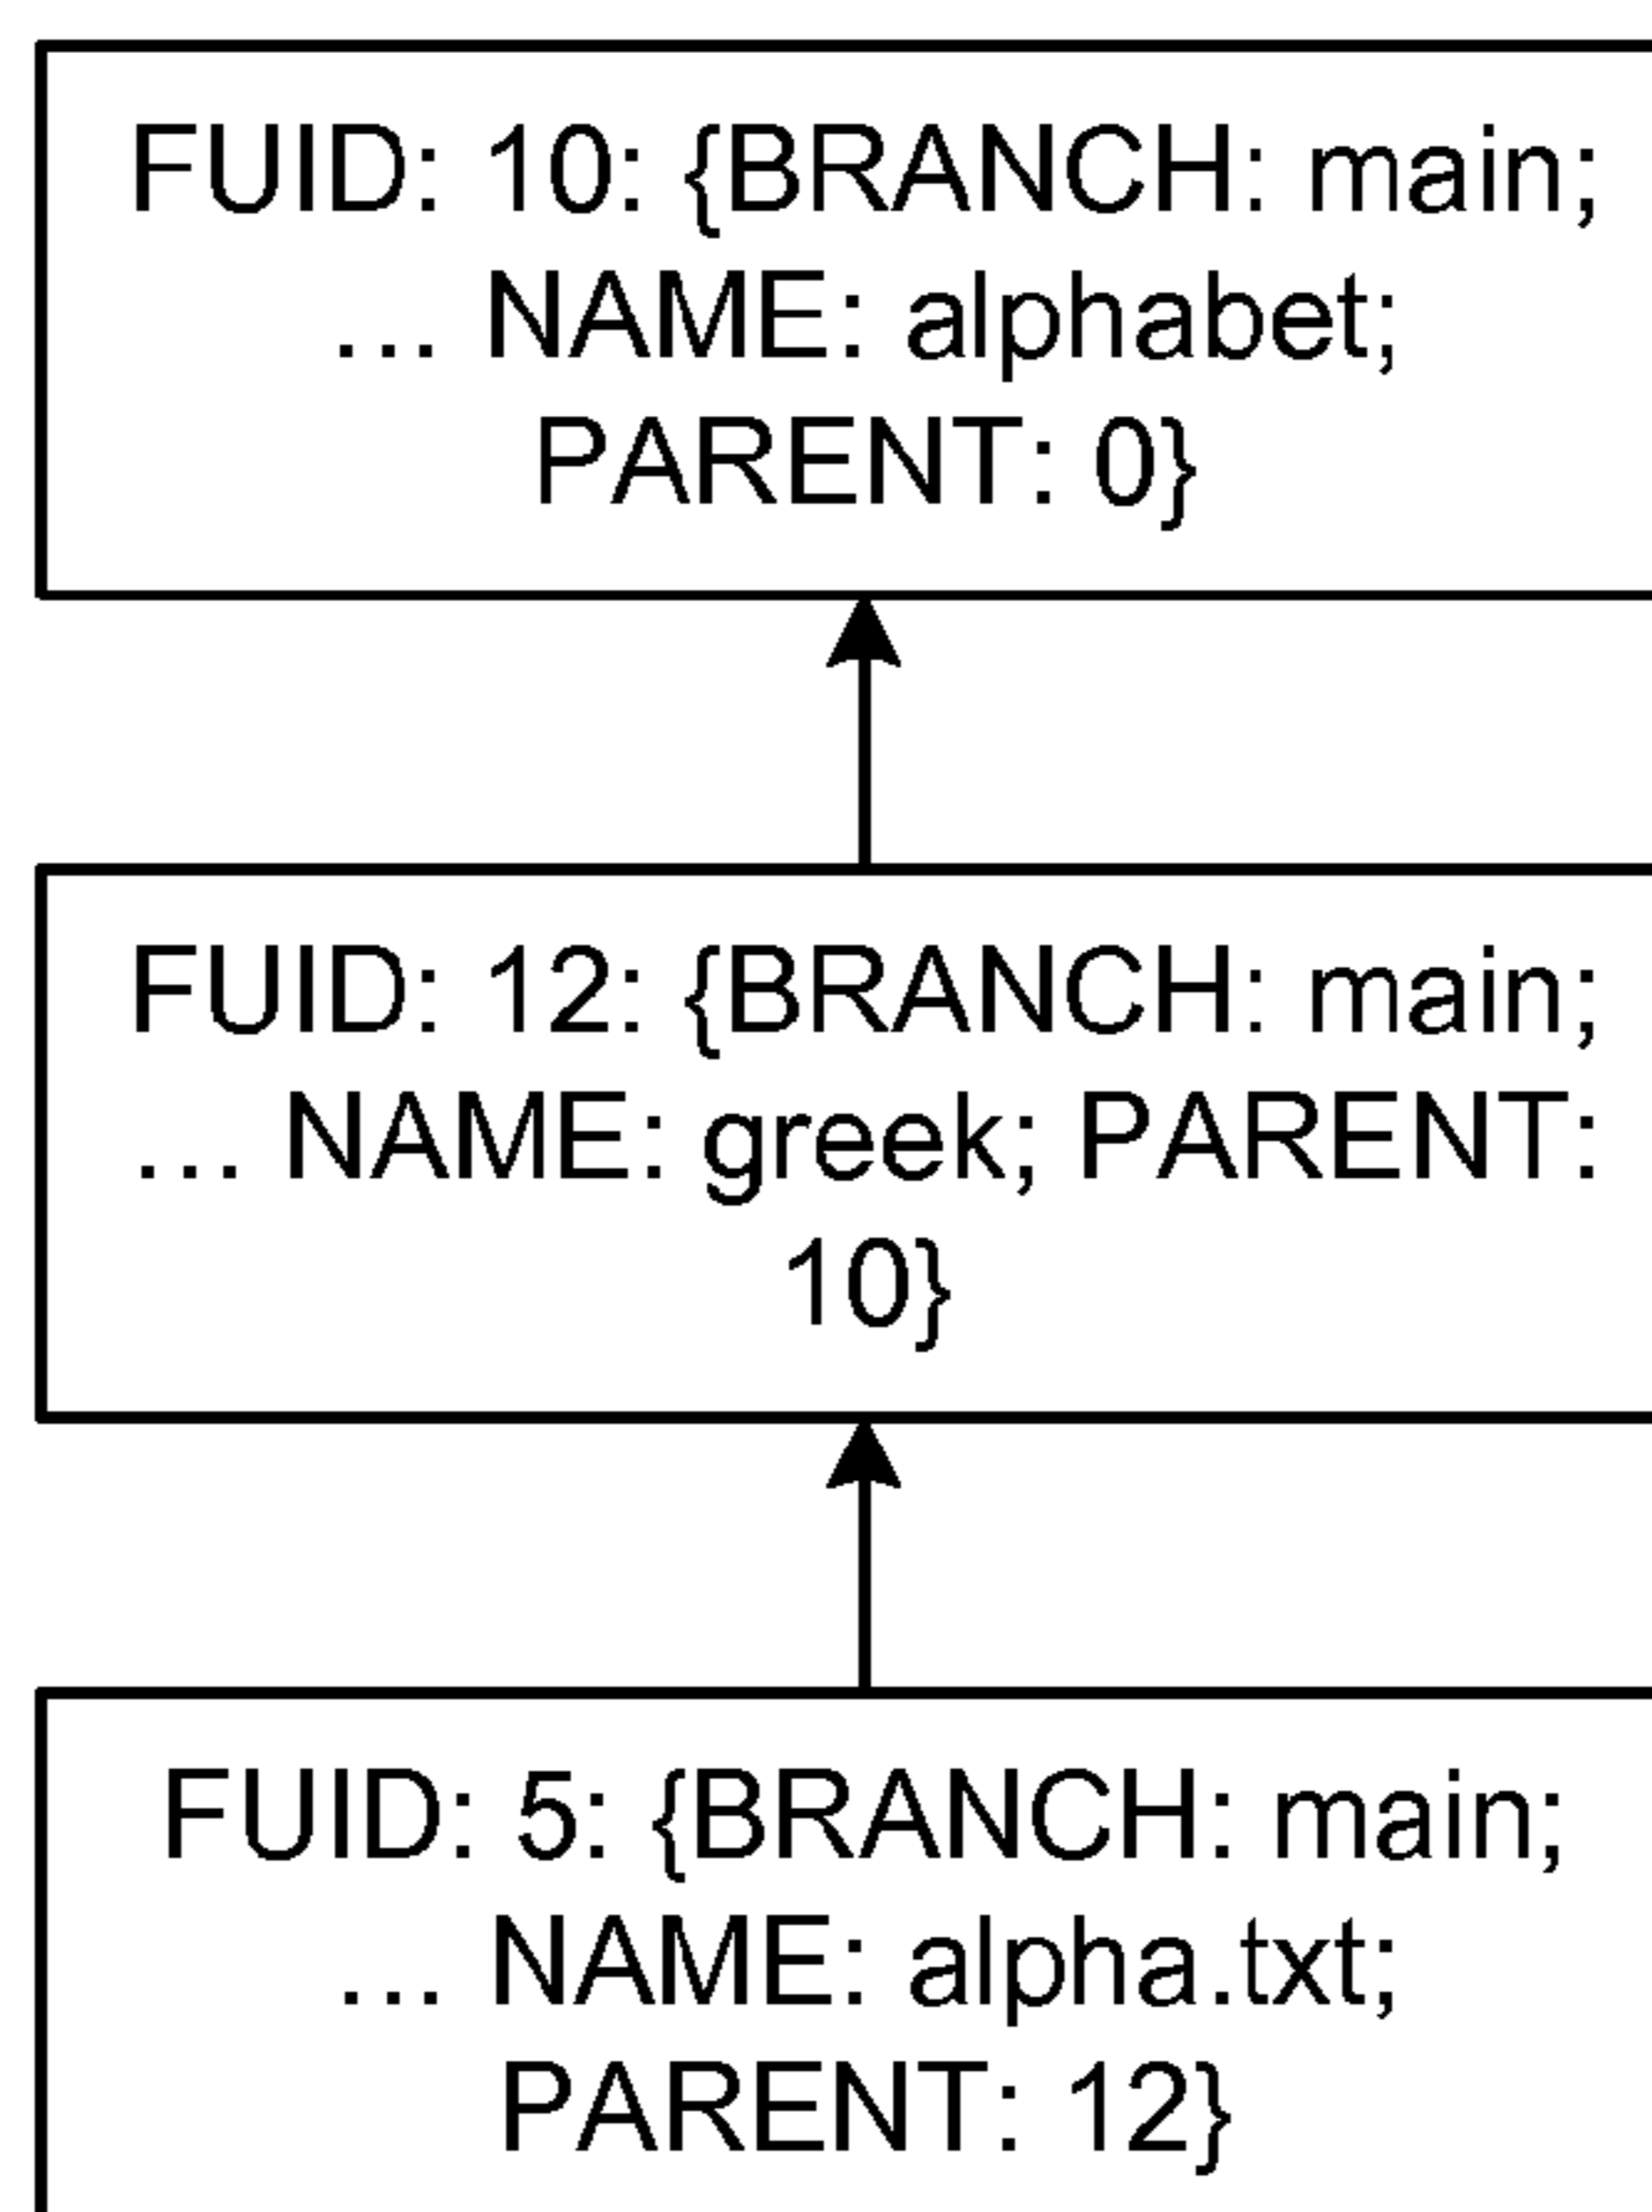 FUID: 10: {BRANCH: main;
... NAME: alphabet;
PARENT: 0}
FUID: 12: {BRANCH: main;
... NAME: greek; PARENT:
10}
FUID: 5: {BRANCH: main;
... NAME: alpha.txt;
PARENT: 12}